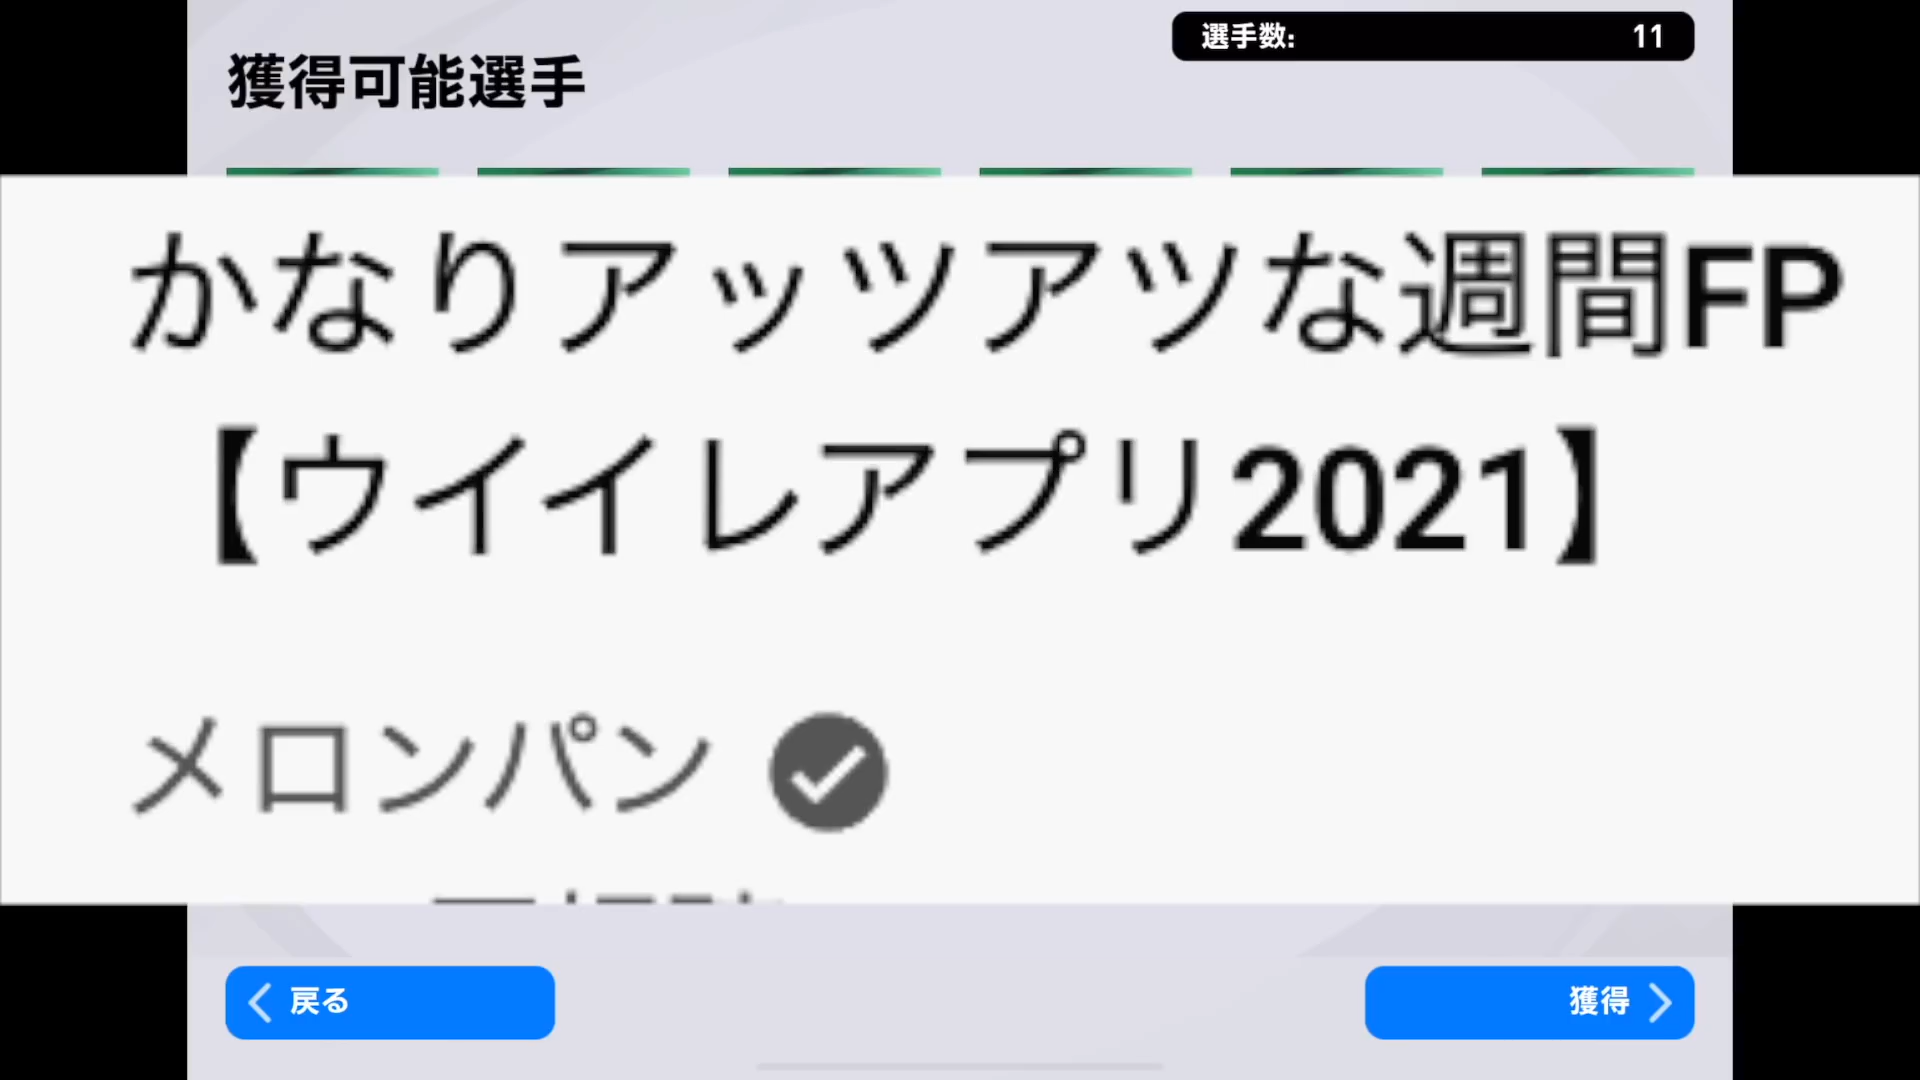 選手数: 11
獲得可能選手
かなりアッツアツな週間FP
【ウイイレアプリ2021】
メロンパン
戻る
獲得